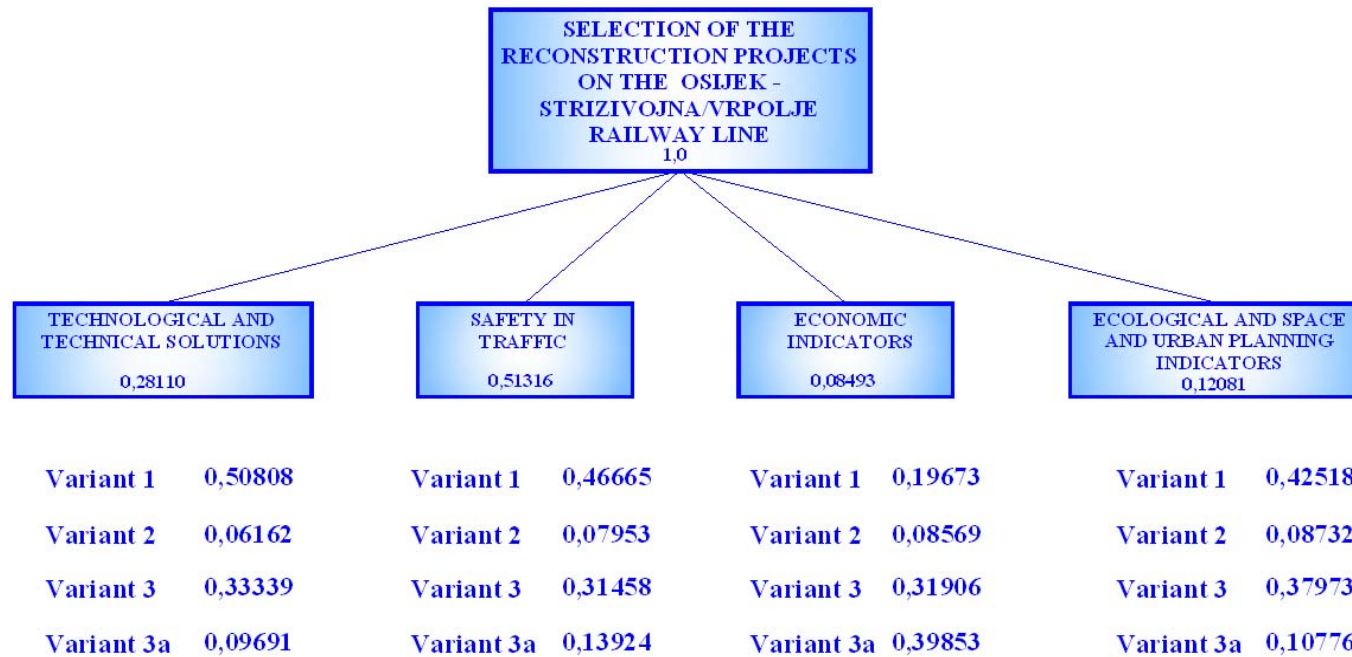 SELECTION OF THE
RECONSTRUCTION PROJECTS
ON THE OSIJEK -
STRIZIVOJNA/VRPOLJE
RAILWAY LINE
1,0
TECHNOLOGICAL AND
TECHNICAL SOLUTIONS
0,28110
SAFETY IN
TRAFFIC
0,51316
ECONOMIC
INDICATORS
0,08493
ECOLOGICAL AND SPACE
AND URBAN PLANNING
INDICATORS
0,12081
Variant 1 0,50808
Variant 2 0,06162
Variant 3 0,33339
Variant 3a 0,09691
Variant 1 0,46665
Variant 2 0,07953
Variant 3 0,31458
Variant 3a 0,13924
Variant 1 0,19673
Variant 2 0,08569
Variant 3 0,31906
Variant 3a 0,39853
Variant 1 0,42518
Variant 2 0,08732
Variant 3 0,37973
Variant 3a 0,10776